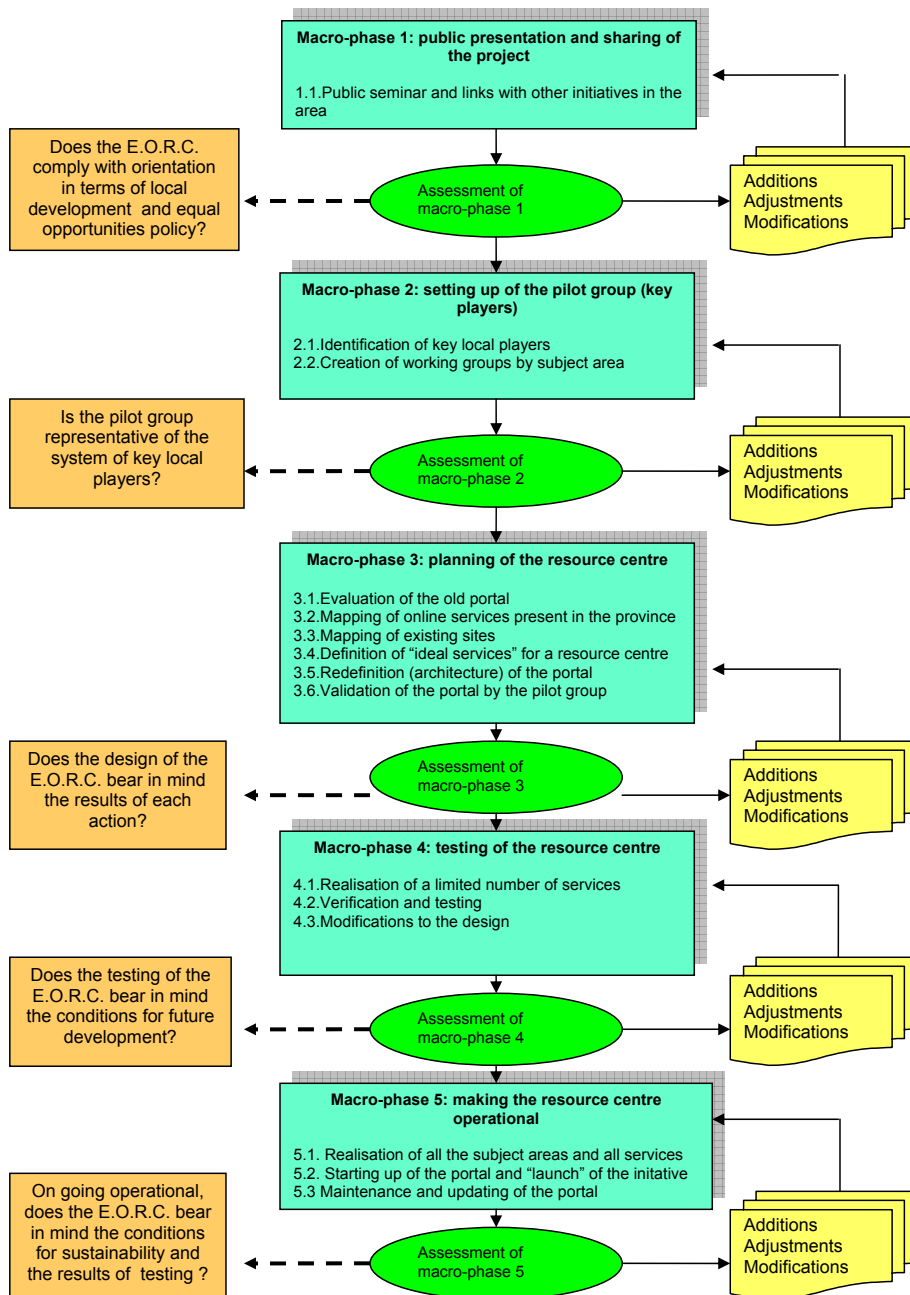 Macro-phase 1: public presentation and sharing of
the project
1.1.Public seminar and links with other initiatives in the
area
Does the E.O.R.C.
comply with orientation
in terms of local
development and equal
opportunities policy?
Assessment of
macro-phase 1
Additions
Adjustments
Modifications
Macro-phase 2: setting up of the pilot group (key
players)
2.1.Identification of key local players
2.2.Creation of working groups by subject area
Is the pilot group
representative of the
system of key local
players?
Assessment of
macro-phase 2
Additions
Adjustments
Modifications
Macro-phase 3: planning of the resource centre
3.1.Evaluation of the old portal
3.2.Mapping of online services present in the province
3.3.Mapping of existing sites
3.4.Definition of “ideal services” for a resource centre
3.5.Redefinition (architecture) of the portal
3.6.Validation of the portal by the pilot group
Does the design of the
E.O.R.C. bear in mind
the results of each
action?
Assessment of
macro-phase 3
Additions
Adjustments
Modifications
Macro-phase 4: testing of the resource centre
4.1.Realisation of a limited number of services
4.2.Verification and testing
4.3.Modifications to the design
Does the testing of the
E.O.R.C. bear in mind
the conditions for future
development?
Assessment of
macro-phase 4
Additions
Adjustments
Modifications
Macro-phase 5: making the resource centre
operational
5.1. Realisation of all the subject areas and all services
5.2. Starting up of the portal and “launch” of the initative
5.3 Maintenance and updating of the portal
On going operational,
does the E.O.R.C. bear
in mind the conditions
for sustainability and
the results of testing ?
Assessment of
macro-phase 5
Additions
Adjustments
Modifications